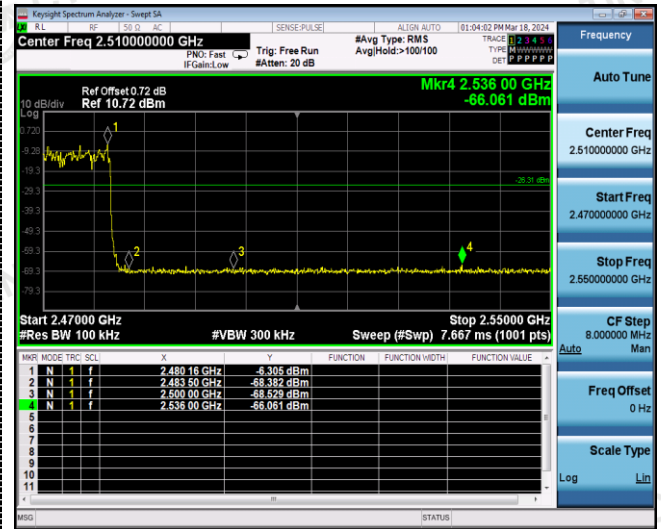 Keysight Spectrum Analyzer - Swept SA
RL RF 50 Ω AC SENSE:PULSE ALIGN AUTO 01:04:02 PM Mar 18, 2024
Center Freq 2.510000000 GHz
PNO: Fast
IFGain:Low
Trig: Free Run
#Atten: 20 dB
#Avg Type: RMS
Avg|Hold:>100/100
TRACE 1 2 3 4 5 6
TYPE M WWWWW
DET P P P P P P
Frequency
Mkr4 2.536 00 GHz
-66.061 dBm
Ref Offset 0.72 dB
Ref 10.72 dBm
10 dB/div
Log
0.720
-9.28
-19.3
-29.3
-39.3
-49.3
-59.3
-69.3
-79.3
1
2
3
4
-26.31 dBm
Start 2.47000 GHz
Stop 2.55000 GHz
#Res BW 100 kHz #VBW 300 kHz Sweep (#Swp) 7.667 ms (1001 pts)
MKR MODE TRC SCL X Y FUNCTION FUNCTION WIDTH FUNCTION VALUE
1 N 1 f 2.480 16 GHz -6.305 dBm
2 N 1 f 2.483 50 GHz -68.382 dBm
3 N 1 f 2.500 00 GHz -68.529 dBm
4 N 1 f 2.536 00 GHz -66.061 dBm
5
6
7
8
9
10
11
MSG STATUS
Auto Tune
Center Freq
2.510000000 GHz
Start Freq
2.470000000 GHz
Stop Freq
2.550000000 GHz
CF Step
8.000000 MHz
Auto Man
Freq Offset
0 Hz
Scale Type
Log Lin